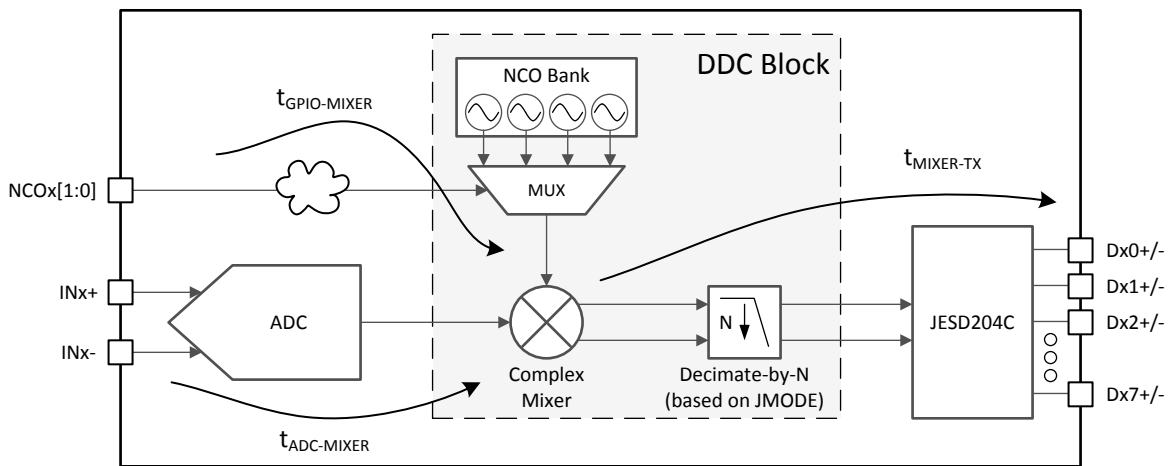 DDC Block
NCO Bank
tGPIO-MIXER
tMIXER-TX
NCOx[1:0]
MUX
INx+
INx-
ADC
Dx0+/-
Dx1+/-
Dx2+/-
Dx7+/-
JESD204C
N
Complex
Mixer
Decimate-by-N
(based on JMODE)
tADC-MIXER